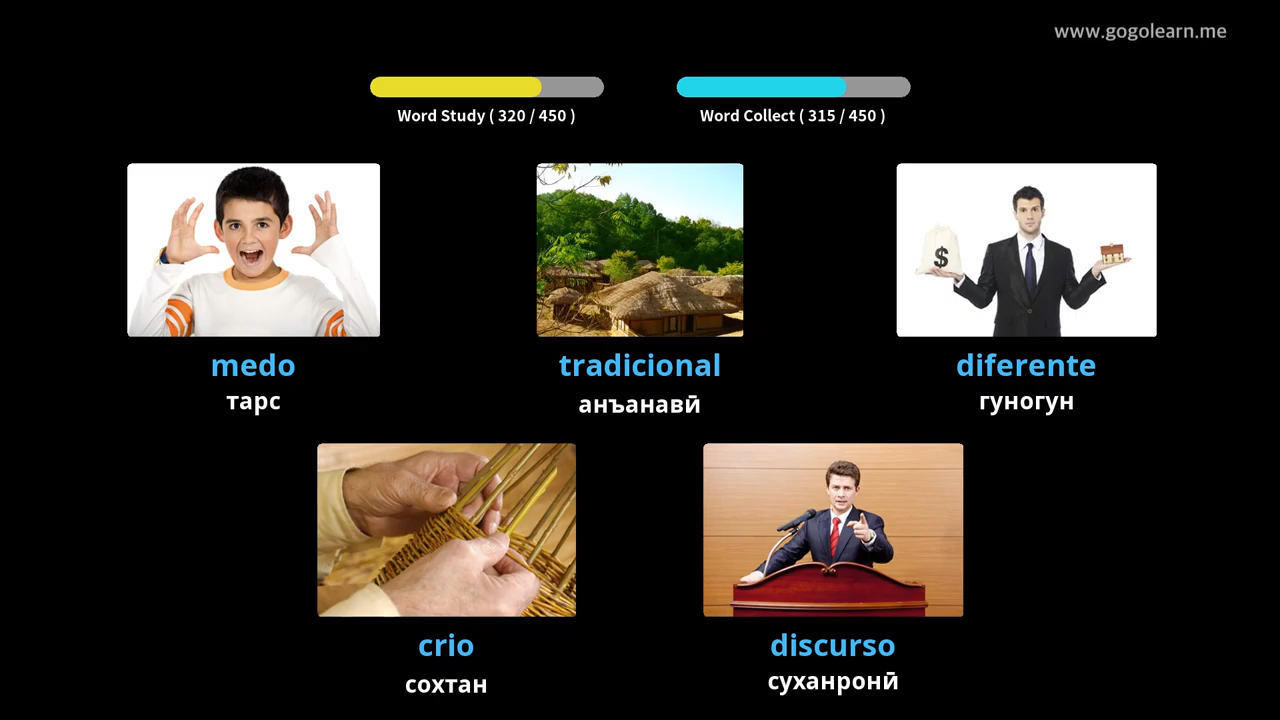 www.gogolearn.me
Word Study ( 320 / 450 )
Word Collect ( 315 / 450 )
medo
тарс
tradicional
анъанавӣ
diferente
гуногун
crio
сохтан
discurso
суханронӣ